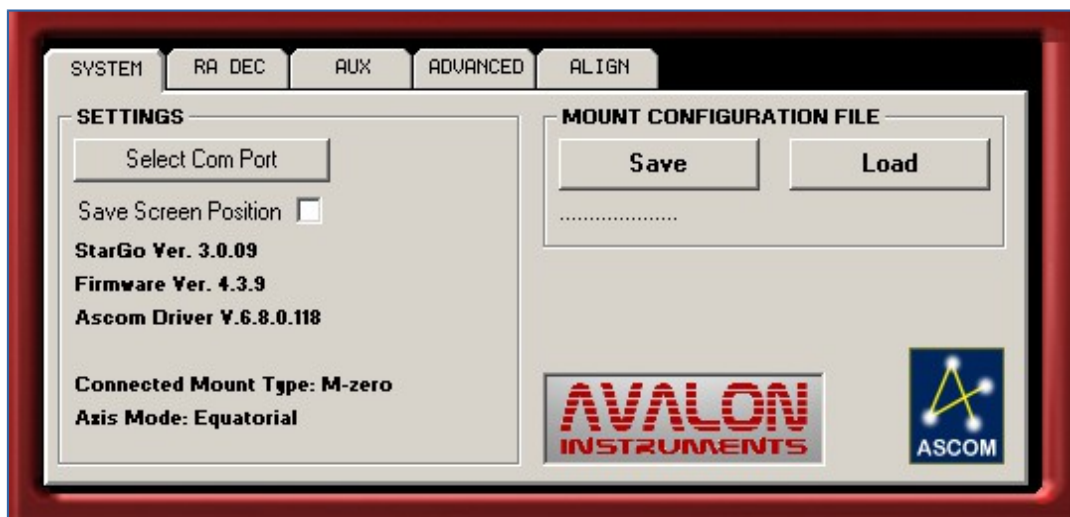 SYSTEM RA DEC AUX ADVANCED ALIGN
SETTINGS
Select Com Port
Save Screen Position
StarGo Ver. 3.0.09
Firmware Ver. 4.3.9
Ascom Driver V.6.8.0.118
Connected Mount Type: M-zero
Axis Mode: Equatorial
MOUNT CONFIGURATION FILE
Save Load
....................
AVALON
INSTRUMENTS
ASCOM